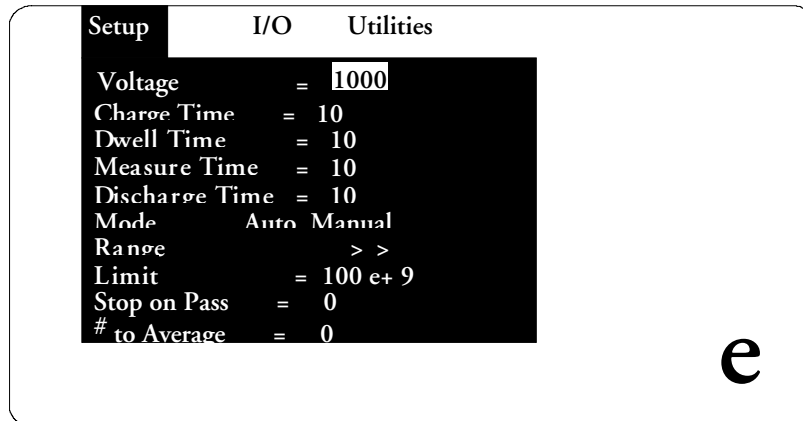 Setup I/O Utilities
Voltage = 1000
Charge Time = 10
Dwell Time = 10
Measure Time = 10
Discharge Time = 10
Mode Auto Manual
Range > >
Limit = 100 e+ 9
Stop on Pass = 0
# to Average = 0
e